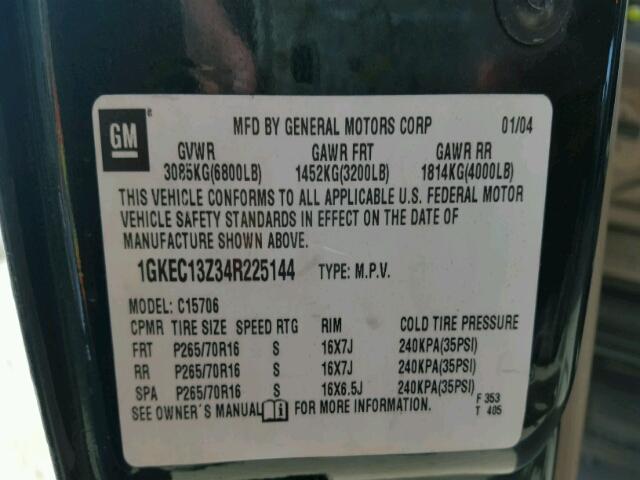 GM ®
MFD BY GENERAL MOTORS CORP 01/04
GVWR GAWR FRT GAWR RR
3085KG(6800LB) 1452KG(3200LB) 1814KG(4000LB)
THIS VEHICLE CONFORMS TO ALL APPLICABLE U.S. FEDERAL MOTOR
VEHICLE SAFETY STANDARDS IN EFFECT ON THE DATE OF
MANUFACTURE SHOWN ABOVE.
1GKEC13Z34R225144 TYPE: M.P.V.
MODEL: C15706
CPMR TIRE SIZE SPEED RTG RIM COLD TIRE PRESSURE
FRT P265/70R16 S 16X7J 240KPA(35PSI)
RR P265/70R16 S 16X7J 240KPA(35PSI)
SPA P265/70R16 S 16X6.5J 240KPA(35PSI)
SEE OWNER'S MANUAL FOR MORE INFORMATION. F 353
T 405